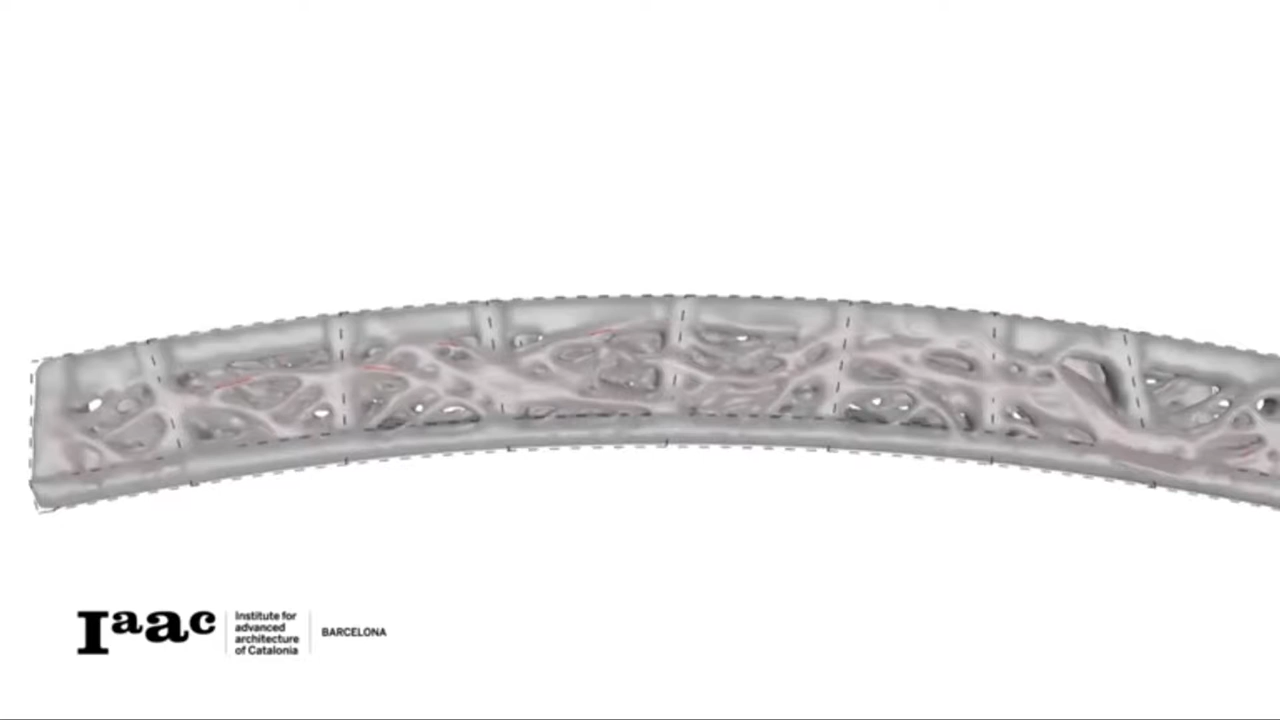 Iaac
Institute for
advanced
architecture
of Catalonia
BARCELONA